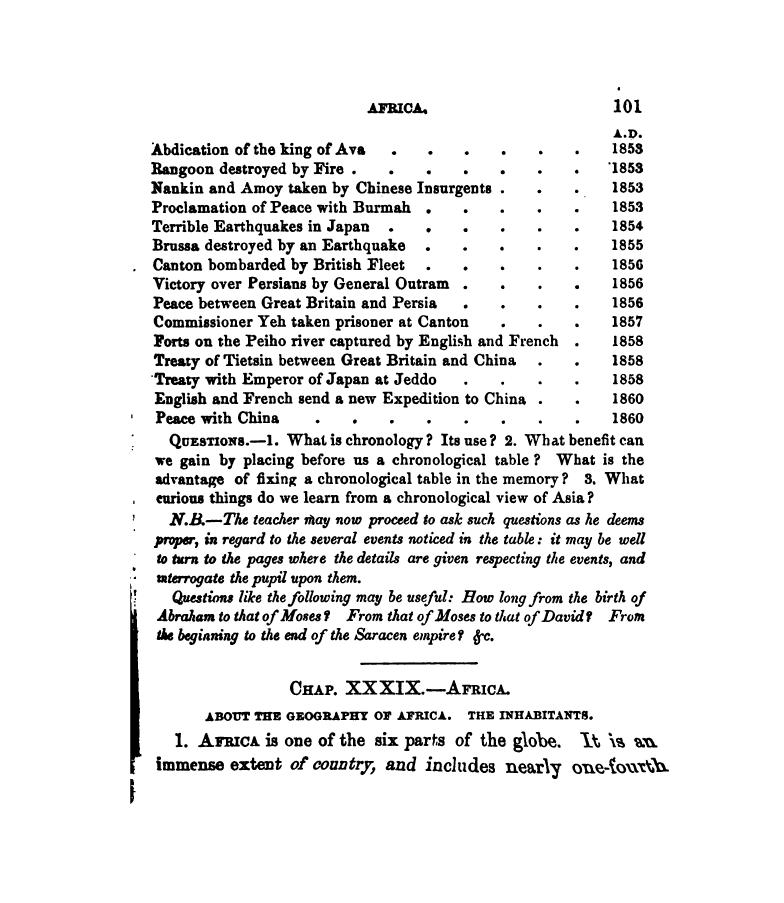 AFRICA. 101
A.D.
Abdication of the king of Ava . . . . . . 1853
Rangoon destroyed by Fire . . . . . . . 1853
Nankin and Amoy taken by Chinese Insurgents . . . 1853
Proclamation of Peace with Burmah . . . . . 1853
Terrible Earthquakes in Japan . . . . . . 1854
Brussa destroyed by an Earthquake . . . . . 1855
Canton bombarded by British Fleet . . . . . 1856
Victory over Persians by General Outram . . . . 1856
Peace between Great Britain and Persia . . . . 1856
Commissioner Yeh taken prisoner at Canton . . . 1857
Forts on the Peiho river captured by English and French . 1858
Treaty of Tietsin between Great Britain and China . . 1858
Treaty with Emperor of Japan at Jeddo . . . . 1858
English and French send a new Expedition to China . . 1860
Peace with China . . . . . . . . 1860
QUESTIONS.—1. What is chronology? Its use? 2. What benefit can
we gain by placing before us a chronological table? What is the
advantage of fixing a chronological table in the memory? 3. What
curious things do we learn from a chronological view of Asia?
N.B.—The teacher may now proceed to ask such questions as he deems
proper, in regard to the several events noticed in the table: it may be well
to turn to the pages where the details are given respecting the events, and
interrogate the pupil upon them.
Questions like the following may be useful: How long from the birth of
Abraham to that of Moses? From that of Moses to that of David? From
the beginning to the end of the Saracen empire? &c.
CHAP. XXXIX.—AFRICA.
ABOUT THE GEOGRAPHY OF AFRICA. THE INHABITANTS.
1. AFRICA is one of the six parts of the globe. It is an
immense extent of country, and includes nearly one-fourth